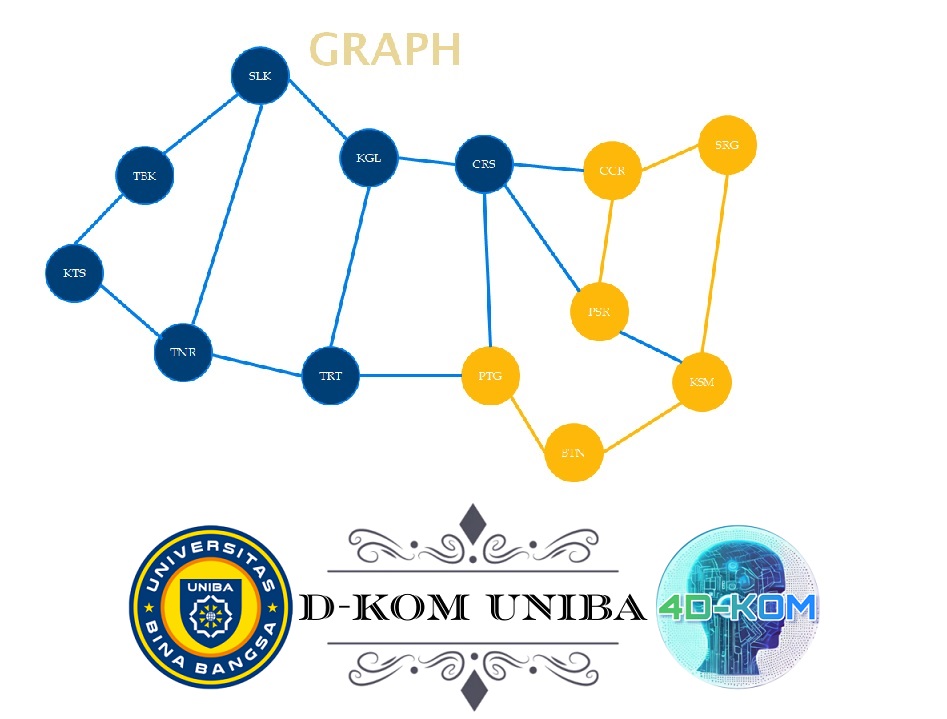 GRAPH
SLK
KGL
CRS
CCR
SRG
TBK
KTS
PSR
TNR
TRT
PTG
KSM
BTN
UNIVERSITAS
UNIBA
BINA BANGSA
D-KOM UNIBA
4D-KOM